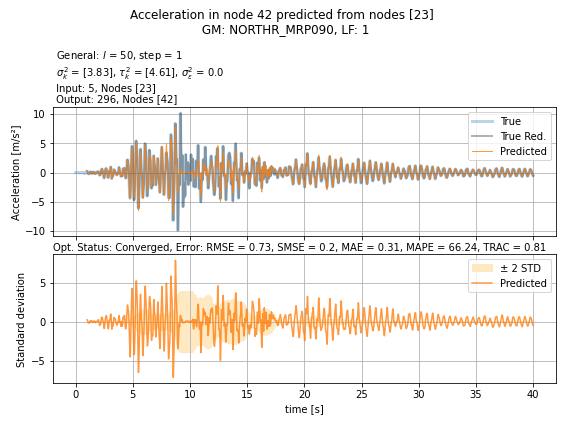 Acceleration in node 42 predicted from nodes [23]
GM: NORTHR_MRP090, LF: 1
General: l = 50, step = 1
σ_k² = [3.83], τ_k² = [4.61], σ_ε² = 0.0
Input: 5, Nodes [23]
Output: 296, Nodes [42]
Acceleration [m/s²]
10
5
0
−5
−10
True
True Red.
Predicted
Opt. Status: Converged, Error: RMSE = 0.73, SMSE = 0.2, MAE = 0.31, MAPE = 66.24, TRAC = 0.81
Standard deviation
5
0
−5
± 2 STD
Predicted
0 5 10 15 20 25 30 35 40
time [s]